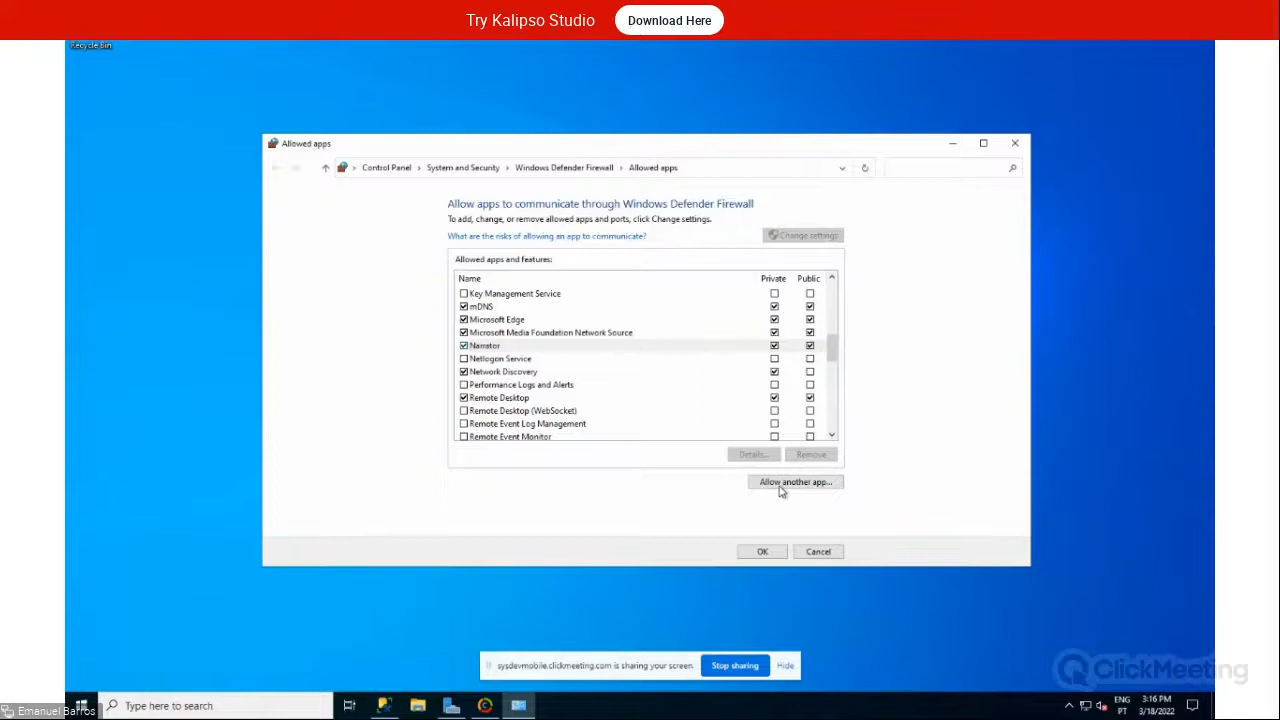 Try Kalipso Studio Download Here
Recycle Bin
Allowed apps
Control Panel › System and Security › Windows Defender Firewall › Allowed apps
Allow apps to communicate through Windows Defender Firewall
To add, change, or remove allowed apps and ports, click Change settings.
What are the risks of allowing an app to communicate?
Change settings
Allowed apps and features:
Name Private Public
Key Management Service
mDNS
Microsoft Edge
Microsoft Media Foundation Network Source
Narrator
Netlogon Service
Network Discovery
Performance Logs and Alerts
Remote Desktop
Remote Desktop (WebSocket)
Remote Event Log Management
Remote Event Monitor
Details... Remove
Allow another app...
OK Cancel
sysdevmobile.clickmeeting.com is sharing your screen. Stop sharing Hide
ClickMeeting
Emanuel Barros
Type here to search
ENG
PT
3:16 PM
3/18/2022